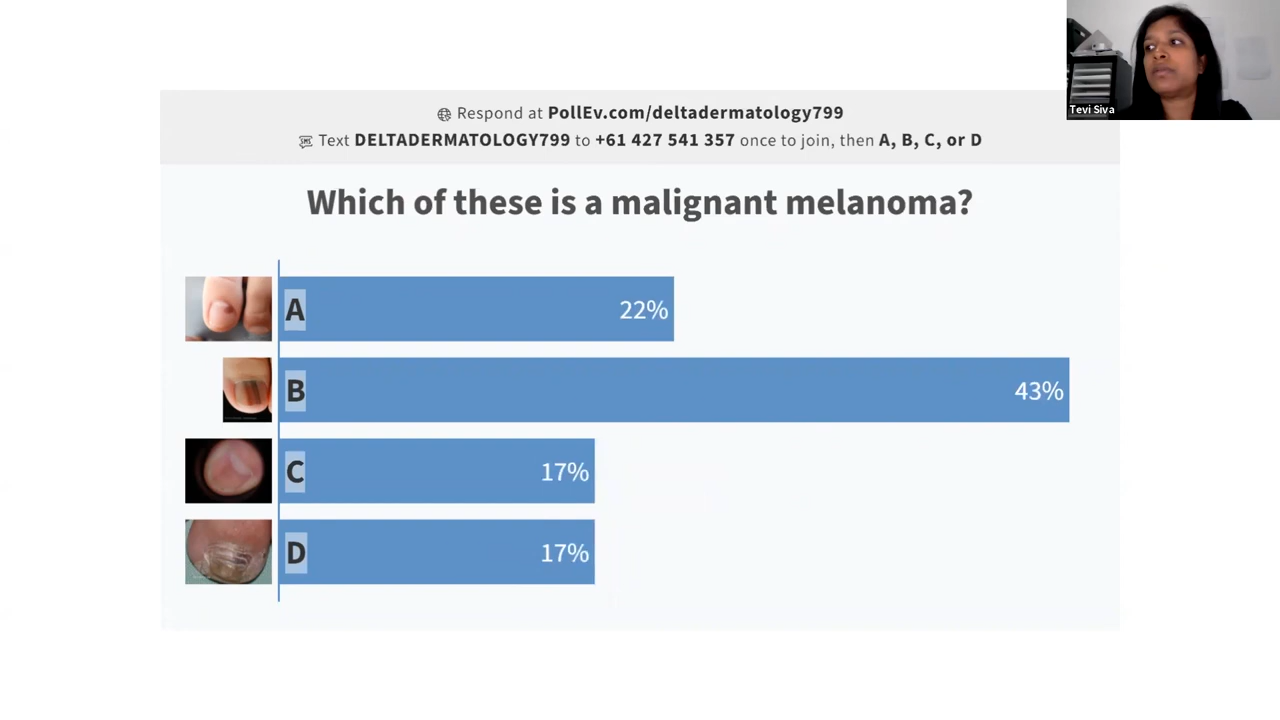 Respond at PollEv.com/deltadermatology799
Text DELTADERMATOLOGY799 to +61 427 541 357 once to join, then A, B, C, or D
Tevi Siva
Which of these is a malignant melanoma?
A 22%
B 43%
C 17%
D 17%